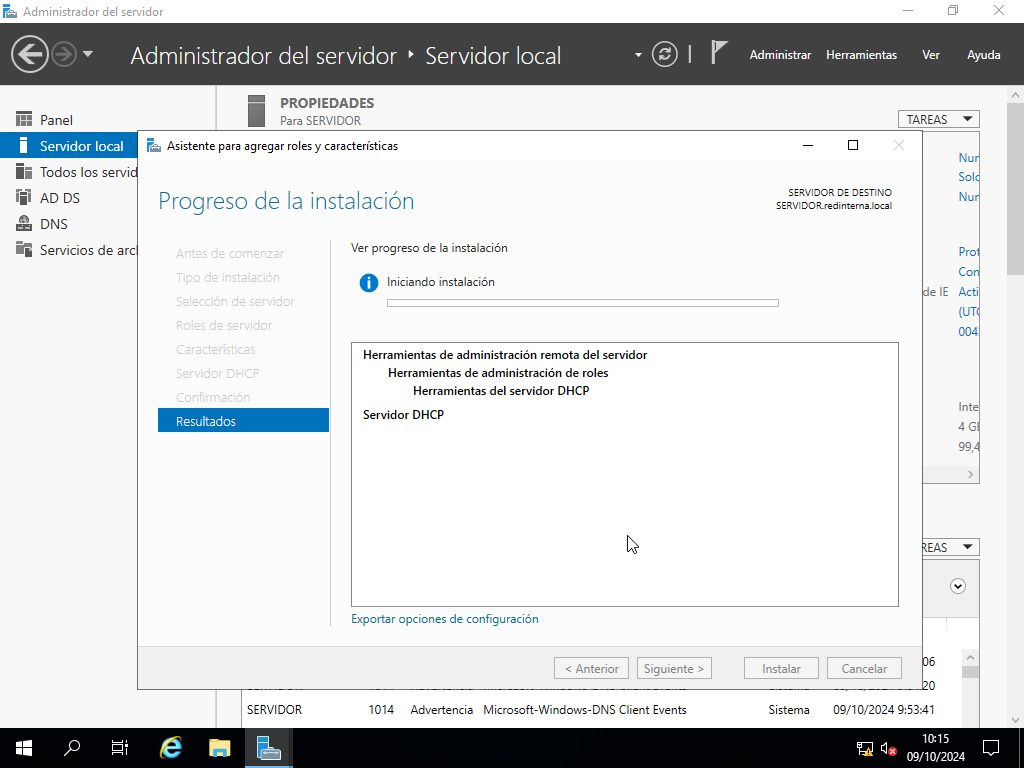 Administrador del servidor
Administrador del servidor ‣ Servidor local
Administrar Herramientas Ver Ayuda
Panel
Servidor local
Todos los servid
AD DS
DNS
Servicios de arc
PROPIEDADES
Para SERVIDOR
TAREAS
Asistente para agregar roles y características
Progreso de la instalación
SERVIDOR DE DESTINO
SERVIDOR.redinterna.local
Antes de comenzar
Tipo de instalación
Selección de servidor
Roles de servidor
Características
Servidor DHCP
Confirmación
Resultados
Ver progreso de la instalación
Iniciando instalación
Herramientas de administración remota del servidor
Herramientas de administración de roles
Herramientas del servidor DHCP
Servidor DHCP
Exportar opciones de configuración
< Anterior
Siguiente >
Instalar
Cancelar
Nun
Solo
Nun
Prot
Con
de IE Acti
(UTC
004
Inte
4 GB
99,4
REAS
06
20
SERVIDOR 1014 Advertencia Microsoft-Windows-DNS Client Events Sistema 09/10/2024 9:53:41
10:15
09/10/2024